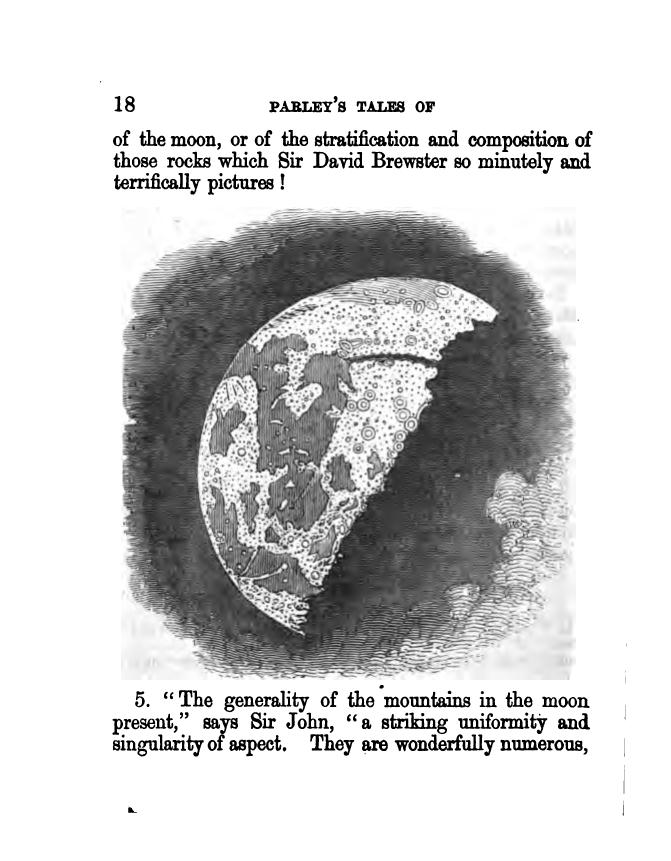 18 PARLEY'S TALES OF
of the moon, or of the stratification and composition of
those rocks which Sir David Brewster so minutely and
terrifically pictures !
5. “ The generality of the mountains in the moon
present,” says Sir John, “ a striking uniformity and
singularity of aspect. They are wonderfully numerous,